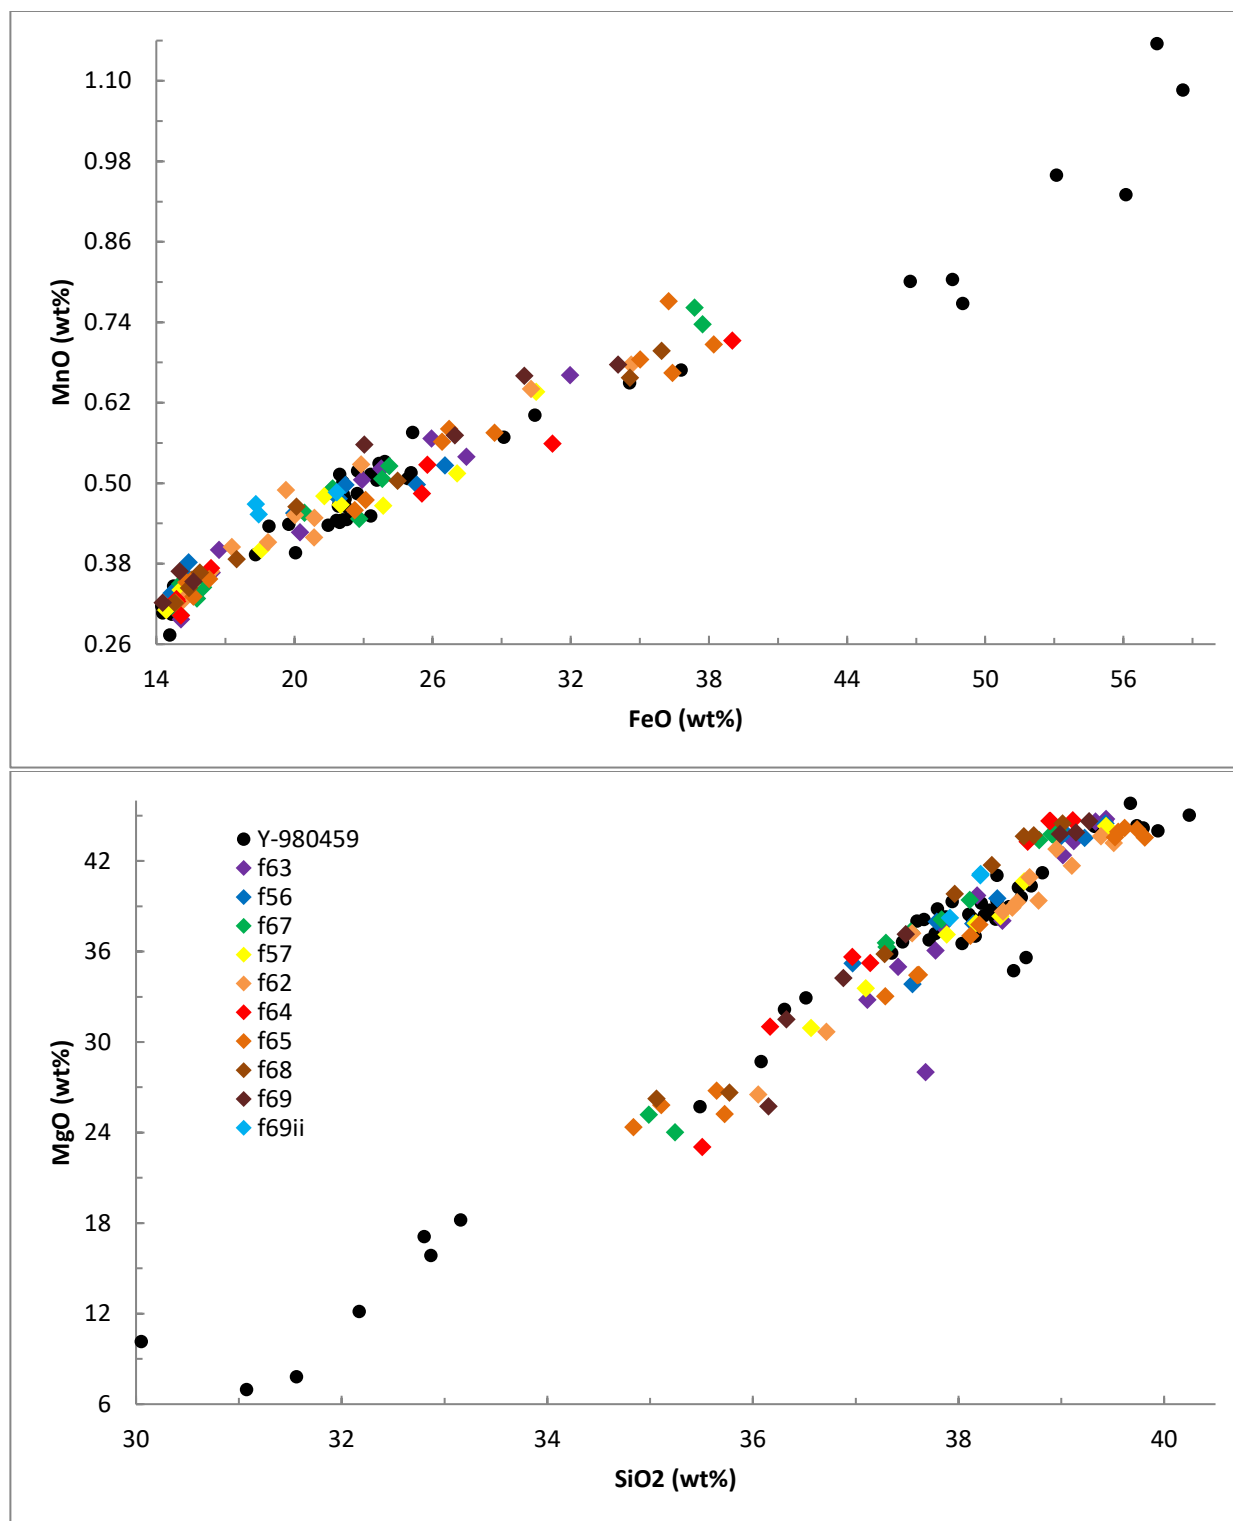 1.10
0.98
0.86
0.74
0.62
0.50
0.38
0.26
MnO (wt%)
14 20 26 32 38 44 50 56
FeO (wt%)
42
36
30
24
18
12
6
MgO (wt%)
Y-980459
f63
f56
f67
f57
f62
f64
f65
f68
f69
f69ii
30 32 34 36 38 40
SiO2 (wt%)